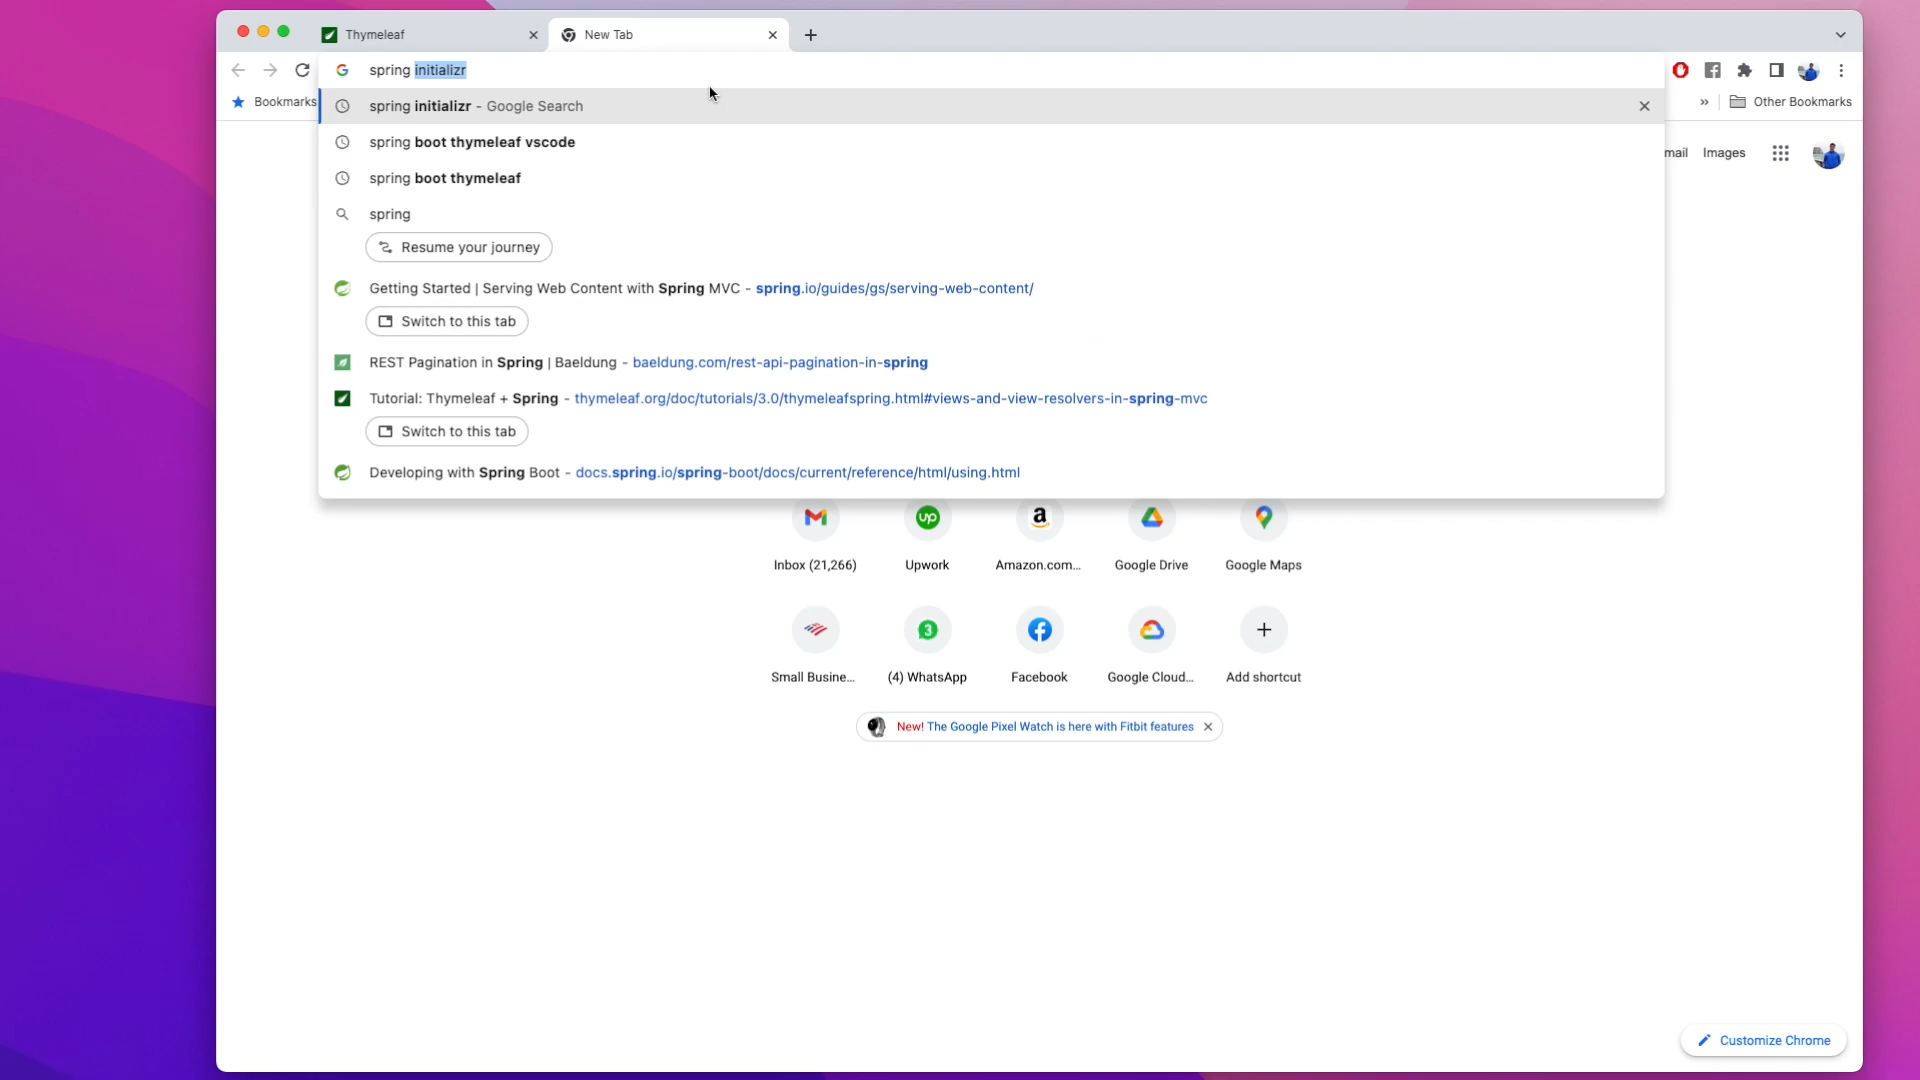 Thymeleaf
New Tab
spring initializr
Bookmarks
» Other Bookmarks
spring initializr - Google Search
spring boot thymeleaf vscode
mail Images
spring boot thymeleaf
spring
Resume your journey
Getting Started | Serving Web Content with Spring MVC - spring.io/guides/gs/serving-web-content/
Switch to this tab
REST Pagination in Spring | Baeldung - baeldung.com/rest-api-pagination-in-spring
Tutorial: Thymeleaf + Spring - thymeleaf.org/doc/tutorials/3.0/thymeleafspring.html#views-and-view-resolvers-in-spring-mvc
Switch to this tab
Developing with Spring Boot - docs.spring.io/spring-boot/docs/current/reference/html/using.html
up a
Inbox (21,266) Upwork Amazon.com... Google Drive Google Maps
3
Small Busine... (4) WhatsApp Facebook Google Cloud... Add shortcut
New! The Google Pixel Watch is here with Fitbit features
Customize Chrome